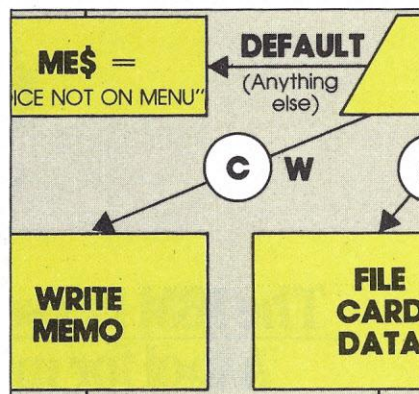 ME$ =
ICE NOT ON MENU"
DEFAULT
(Anything
else)
C W
WRITE
MEMO
FILE
CARD
DATA